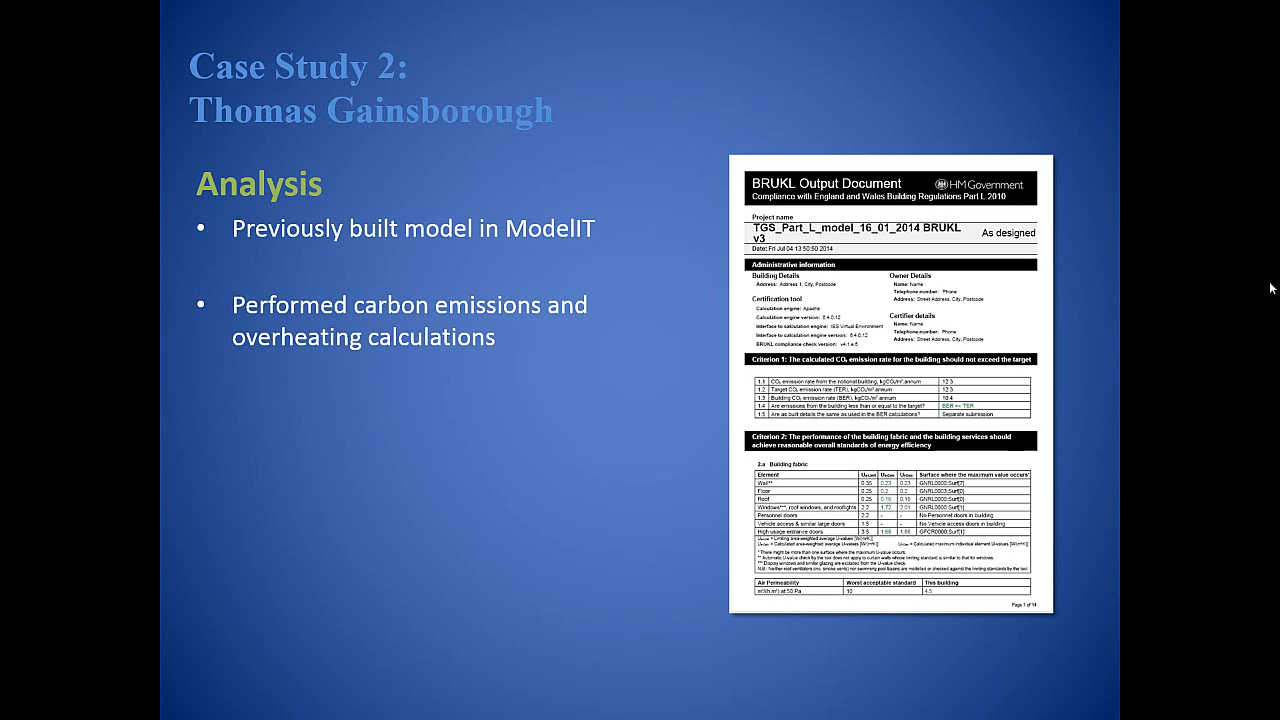 Case Study 2:
Thomas Gainsborough
Analysis
• Previously built model in ModelIT
• Performed carbon emissions and
overheating calculations
BRUKL Output Document
HM Government
Compliance with England and Wales Building Regulations Part L 2010
Project name
TGS_Part_L_model_16_01_2014 BRUKL
v3
As designed
Date: Fri Jul 04 13:50:50 2014
Administrative information
Building Details
Address: Address 1, City, Postcode
Certification tool
Calculation engine: Apache
Calculation engine version: 6.4.0.12
Interface to calculation engine: IES Virtual Environment
Interface to calculation engine version: 6.4.0.12
BRUKL compliance check version: v4.1.e.5
Owner Details
Name: Name
Telephone number: Phone
Address: Street Address, City, Postcode
Certifier details
Name: Name
Telephone number: Phone
Address: Street Address, City, Postcode
Criterion 1: The calculated CO₂ emission rate for the building should not exceed the target
1.1 CO₂ emission rate from the notional building, kgCO₂/m².annum 12.3
1.2 Target CO₂ emission rate (TER), kgCO₂/m².annum 12.3
1.3 Building CO₂ emission rate (BER), kgCO₂/m².annum 10.4
1.4 Are emissions from the building less than or equal to the target? BER =< TER
1.5 Are as built details the same as used in the BER calculations? Separate submission
Criterion 2: The performance of the building fabric and the building services should
achieve reasonable overall standards of energy efficiency
2.a Building fabric
Element Ua-Limit Ua-Calc Ui-Calc Surface where the maximum value occurs*
Wall** 0.35 0.23 0.23 GNRL0000:Surf[7]
Floor 0.25 0.2 0.2 GNRL0003:Surf[0]
Roof 0.25 0.16 0.16 GNRL0000:Surf[0]
Windows***, roof windows, and rooflights 2.2 1.72 2.01 GNRL0000:Surf[1]
Personnel doors 2.2 - - No Personnel doors in building
Vehicle access & similar large doors 1.5 - - No Vehicle access doors in building
High usage entrance doors 3.5 1.66 1.66 GFCR0000:Surf[1]
Ua-Limit = Limiting area-weighted average U-values [W/(m²K)]
Ua-Calc = Calculated area-weighted average U-values [W/(m²K)] Ui-Calc = Calculated maximum individual element U-values [W/(m²K)]
* There might be more than one surface where the maximum U-value occurs.
** Automatic U-value check by the tool does not apply to curtain walls whose limiting standard is similar to that for windows.
*** Display windows and similar glazing are excluded from the U-value check.
N.B.: Neither roof ventilators (inc. smoke vents) nor swimming pool basins are modelled or checked against the limiting standards by the tool.
Air Permeability Worst acceptable standard This building
m³/(h.m²) at 50 Pa 10 4.5
Page 1 of 14